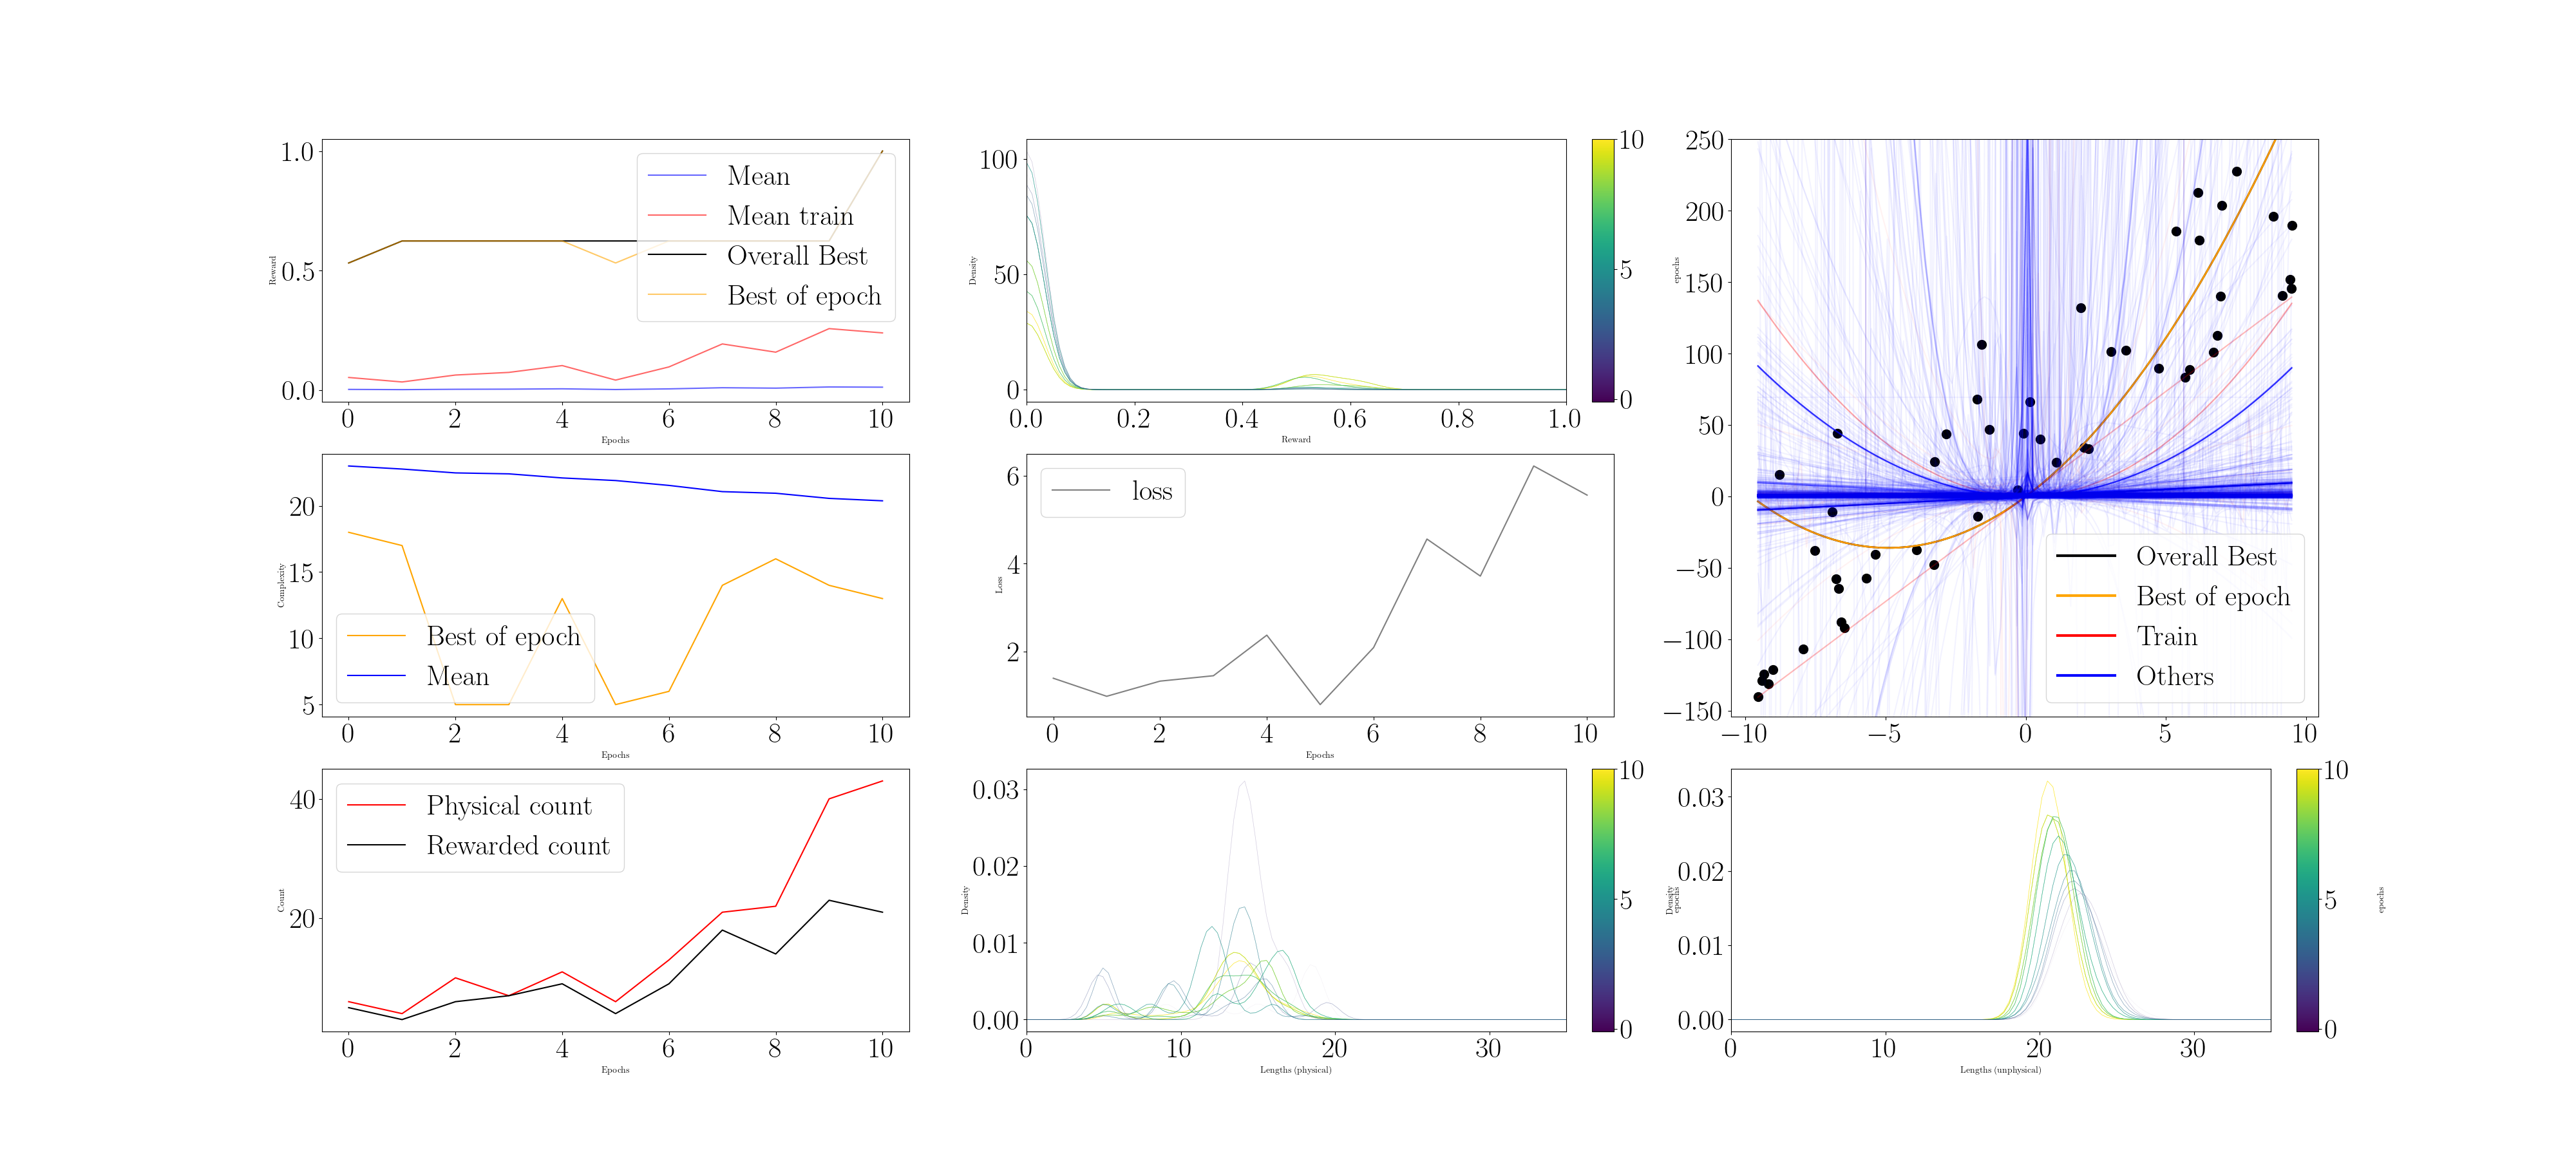 1.0
0.5
0.0
Reward
Mean
Mean train
Overall Best
Best of epoch
0 2 4 6 8 10
Epochs
100
50
0
Density
0.0 0.2 0.4 0.6 0.8 1.0
Reward
10
5
0
epochs
250
200
150
100
50
0
−50
−100
−150
Overall Best
Best of epoch
Train
Others
−10 −5 0 5 10
20
15
10
5
Complexity
Best of epoch
Mean
0 2 4 6 8 10
Epochs
6
4
2
Loss
loss
0 2 4 6 8 10
Epochs
40
20
Count
Physical count
Rewarded count
0 2 4 6 8 10
Epochs
0.03
0.02
0.01
0.00
Density
0 10 20 30
Lengths (physical)
10
5
0
epochs
0.03
0.02
0.01
0.00
Density
0 10 20 30
Lengths (unphysical)
10
5
0
epochs